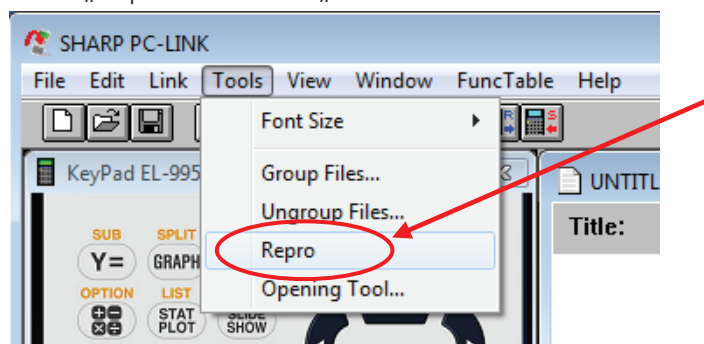 SHARP PC-LINK
File Edit Link Tools View Window FuncTable Help
Font Size
KeyPad EL-995
Group Files...
UNTITL
Ungroup Files...
Title:
SUB SPLIT
Repro
Y= GRAPH
Opening Tool...
OPTION LIST
STAT PLOT
SLIDE SHOW